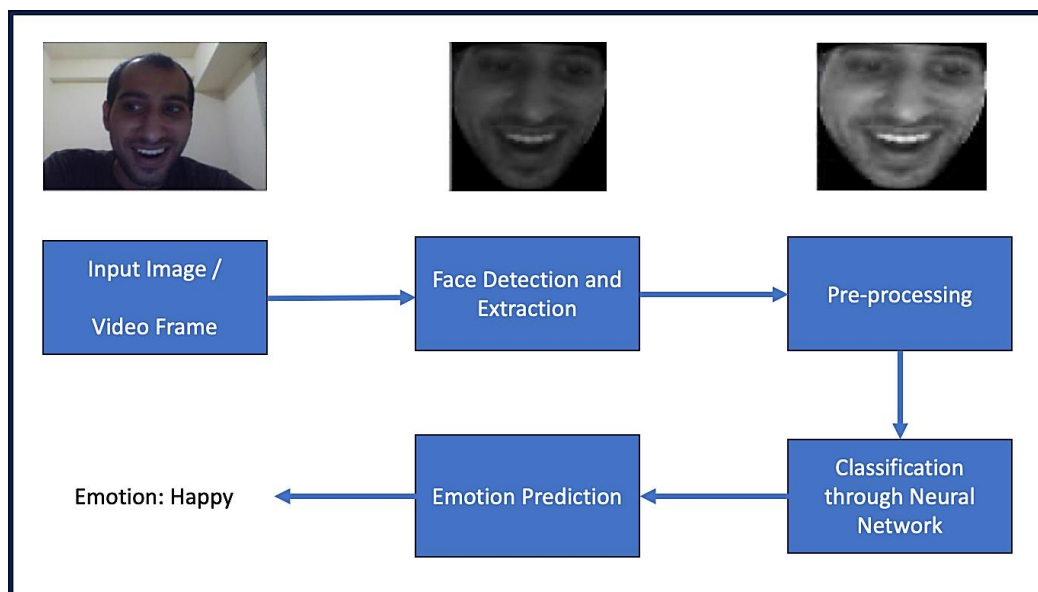 Input Image /
Video Frame
Face Detection and
Extraction
Pre-processing
Classification
through Neural
Network
Emotion Prediction
Emotion: Happy